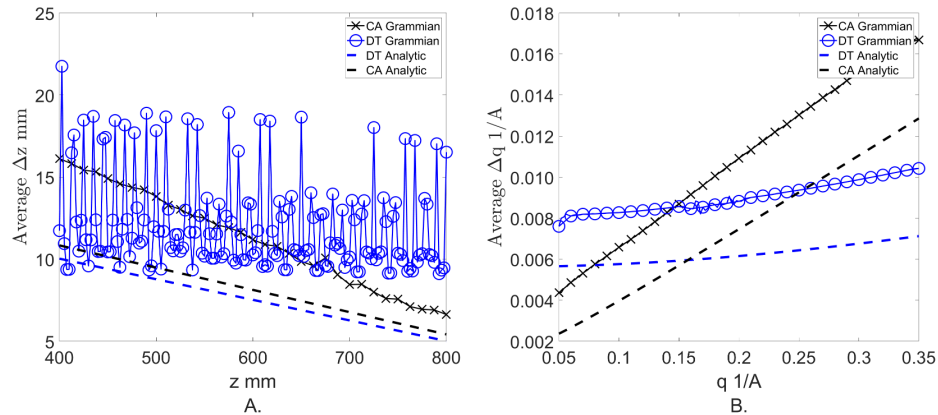 A.
Average Δz mm
25
20
15
10
5
400
500
600
700
800
z mm
CA Grammian
DT Grammian
DT Analytic
CA Analytic
B.
Average Δq 1/A
0.018
0.016
0.014
0.012
0.010
0.008
0.006
0.004
0.002
0.05
0.1
0.15
0.2
0.25
0.3
0.35
q 1/A
CA Grammian
DT Grammian
DT Analytic
CA Analytic